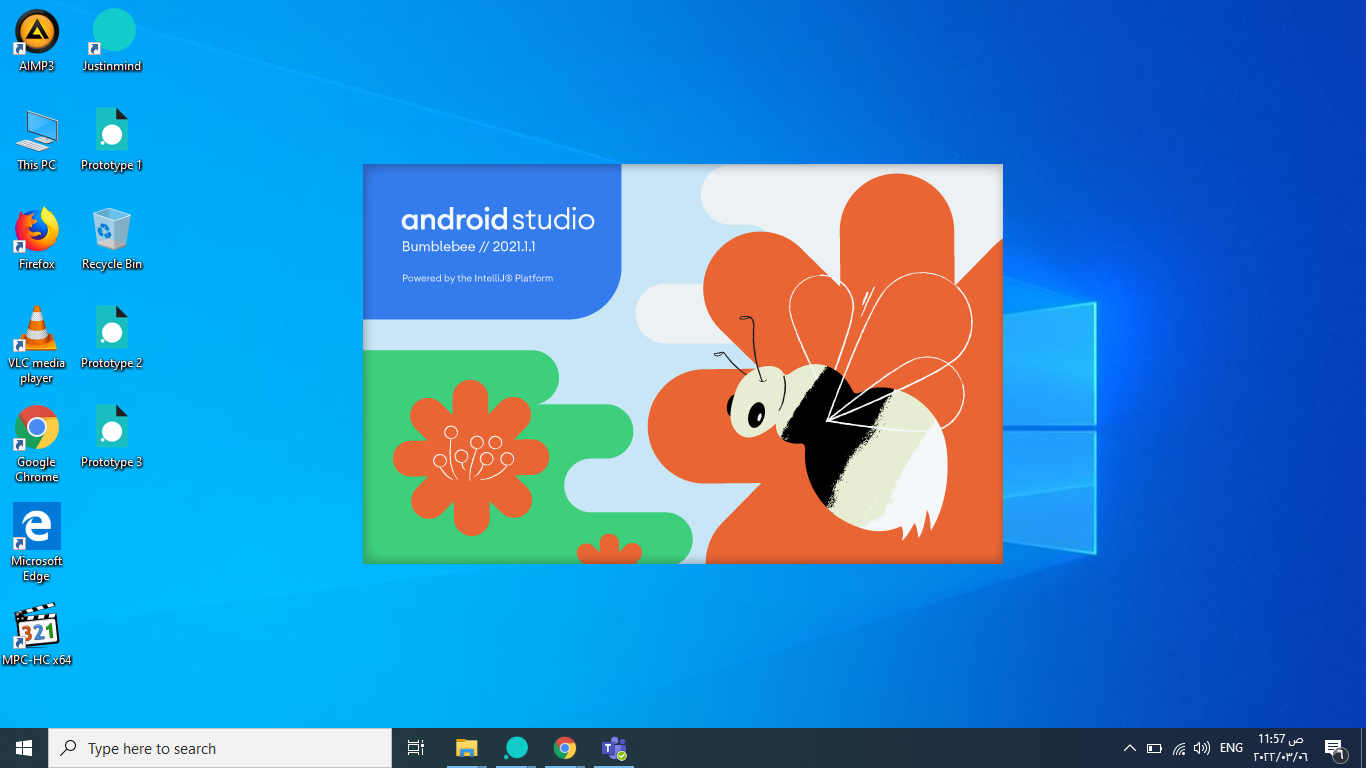 AIMP3
Justinmind
This PC
Prototype 1
Firefox
Recycle Bin
VLC media
player
Prototype 2
Google
Chrome
Prototype 3
Microsoft
Edge
321
MPC-HC x64
android studio
Bumblebee // 2021.1.1
Powered by the IntelliJ® Platform
Type here to search
T
ENG
11:57 ص
٢٠٢٢/٠٣/٠٦
٦